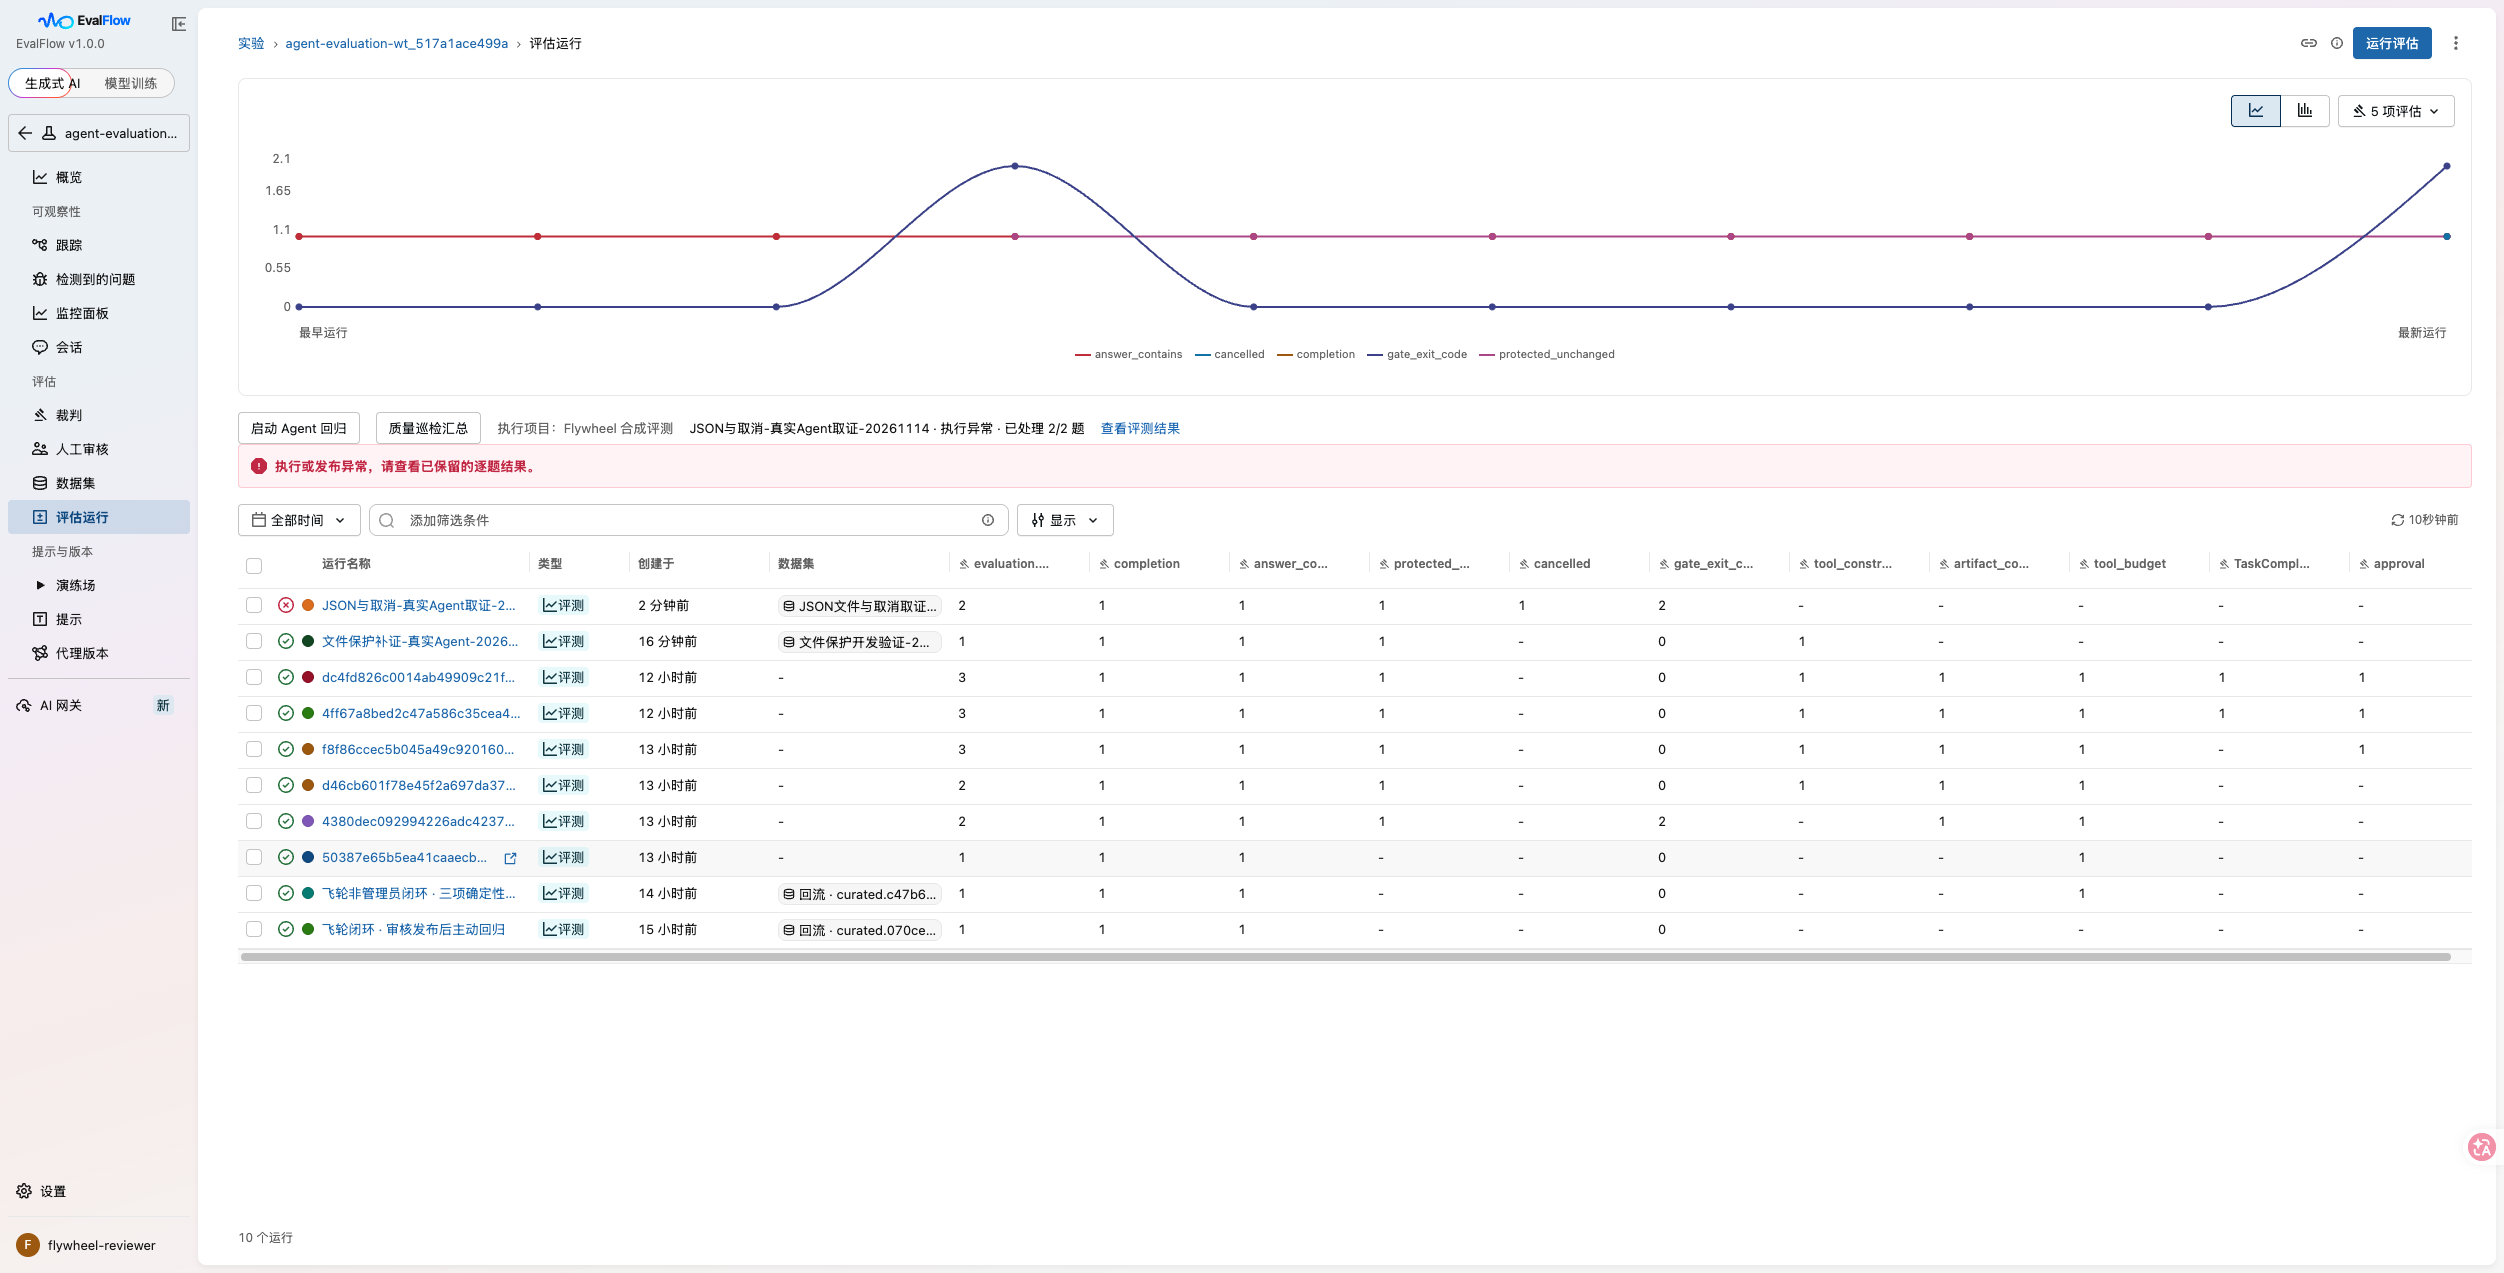 EvalFlow
EvalFlow v1.0.0
生成式 AI 模型训练
agent-evaluation...
概览
可观察性
跟踪
检测到的问题
监控面板
会话
评估
裁判
人工审核
数据集
评估运行
提示与版本
演练场
提示
代理版本
AI 网关 新
设置
F flywheel-reviewer
实验 › agent-evaluation-wt_517a1ace499a › 评估运行
运行评估
5 项评估
2.1
1.65
1.1
0.55
0
最早运行 最新运行
answer_contains cancelled completion gate_exit_code protected_unchanged
启动 Agent 回归 质量巡检汇总 执行项目: Flywheel 合成评测 JSON与取消-真实Agent取证-20261114 · 执行异常 · 已处理 2/2 题 查看评测结果
执行或发布异常，请查看已保留的逐题结果。
全部时间 添加筛选条件 显示 10秒钟前
运行名称 类型 创建于 数据集 evaluation.... completion answer_co... protected_... cancelled gate_exit_c... tool_constr... artifact_co... tool_budget TaskCompl... approval
JSON与取消-真实Agent取证-2... 评测 2 分钟前 JSON文件与取消取证... 2 1 1 1 1 2 - - - - -
文件保护补证-真实Agent-2026... 评测 16 分钟前 文件保护开发验证-2... 1 1 1 1 - 0 1 - - - -
dc4fd826c0014ab49909c21f... 评测 12 小时前 - 3 1 1 1 - 0 1 1 1 1 1
4ff67a8bed2c47a586c35cea4... 评测 12 小时前 - 3 1 1 1 - 0 1 1 1 1 1
f8f86ccec5b045a49c920160... 评测 13 小时前 - 3 1 1 1 - 0 1 1 1 - 1
d46cb601f78e45f2a697da37... 评测 13 小时前 - 2 1 1 1 - 0 1 1 1 - -
4380dec092994226adc4237... 评测 13 小时前 - 2 1 1 1 - 2 - 1 1 - -
50387e65b5ea41caaecb... 评测 13 小时前 - 1 1 1 - - 0 - - 1 - -
飞轮非管理员闭环 · 三项确定性... 评测 14 小时前 回流 · curated.c47b6... 1 1 1 - - 0 - - 1 - -
飞轮闭环 · 审核发布后主动回归 评测 15 小时前 回流 · curated.070ce... 1 1 1 - - 0 - - - - -
10 个运行